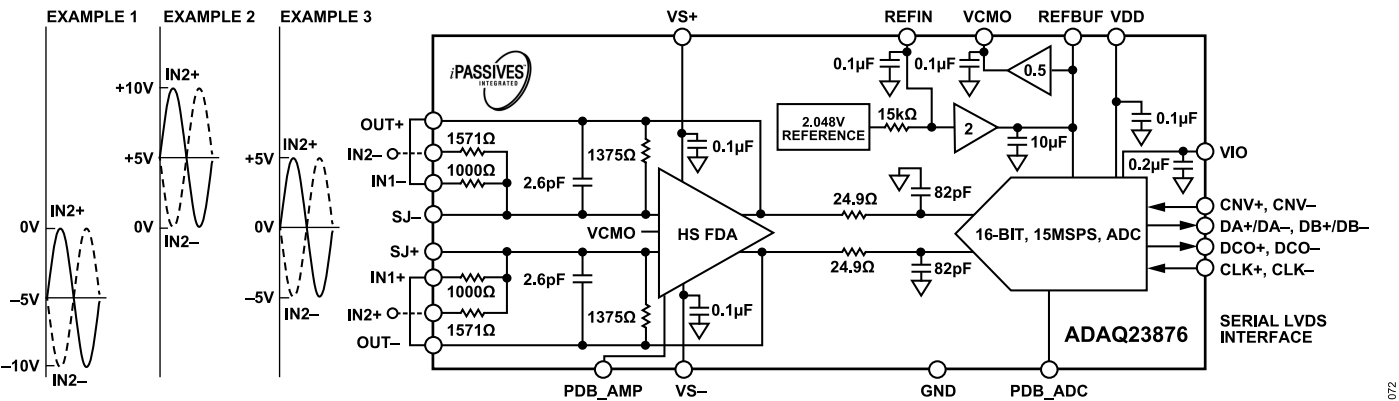 EXAMPLE 1
EXAMPLE 2
EXAMPLE 3
IN2+
0V
–5V
–10V
IN2–
IN2+
+10V
+5V
0V
IN2–
IN2+
+5V
0V
–5V
IN2–
VS+
REFIN
VCMO
REFBUF
VDD
iPASSIVES™
INTEGRATED
0.1µF
0.1µF
0.5
2.048V
REFERENCE
15kΩ
2
10µF
0.1µF
0.2µF
VIO
OUT+
IN2–
IN1–
SJ–
SJ+
IN1+
IN2+
OUT–
1571Ω
1000Ω
2.6pF
1375Ω
0.1µF
VCMO
HS FDA
1000Ω
1571Ω
2.6pF
1375Ω
0.1µF
24.9Ω
82pF
24.9Ω
82pF
16-BIT, 15MSPS, ADC
CNV+, CNV–
DA+/DA–, DB+/DB–
DCO+, DCO–
CLK+, CLK–
SERIAL LVDS
INTERFACE
ADAQ23876
PDB_AMP
VS–
GND
PDB_ADC
072